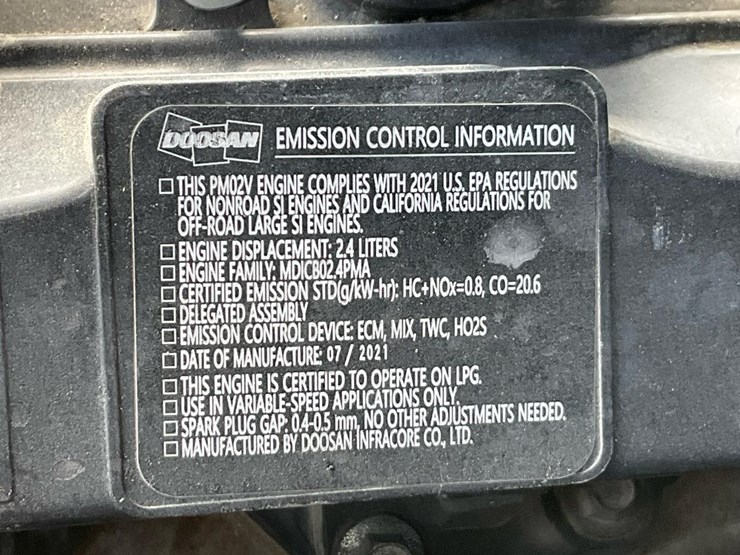 DOOSAN EMISSION CONTROL INFORMATION
□ THIS PM02V ENGINE COMPLIES WITH 2021 U.S. EPA REGULATIONS
FOR NONROAD SI ENGINES AND CALIFORNIA REGULATIONS FOR
OFF-ROAD LARGE SI ENGINES.
□ ENGINE DISPLACEMENT: 2.4 LITERS
□ ENGINE FAMILY: MDICB02.4PMA
□ CERTIFIED EMISSION STD(g/kW-hr): HC+NOx=0.8, CO=20.6
□ DELEGATED ASSEMBLY
□ EMISSION CONTROL DEVICE: ECM, MIX, TWC, HO2S
□ DATE OF MANUFACTURE: 07 / 2021
□ THIS ENGINE IS CERTIFIED TO OPERATE ON LPG.
□ USE IN VARIABLE-SPEED APPLICATIONS ONLY.
□ SPARK PLUG GAP: 0.4-0.5 mm, NO OTHER ADJUSTMENTS NEEDED.
□ MANUFACTURED BY DOOSAN INFRACORE CO., LTD.